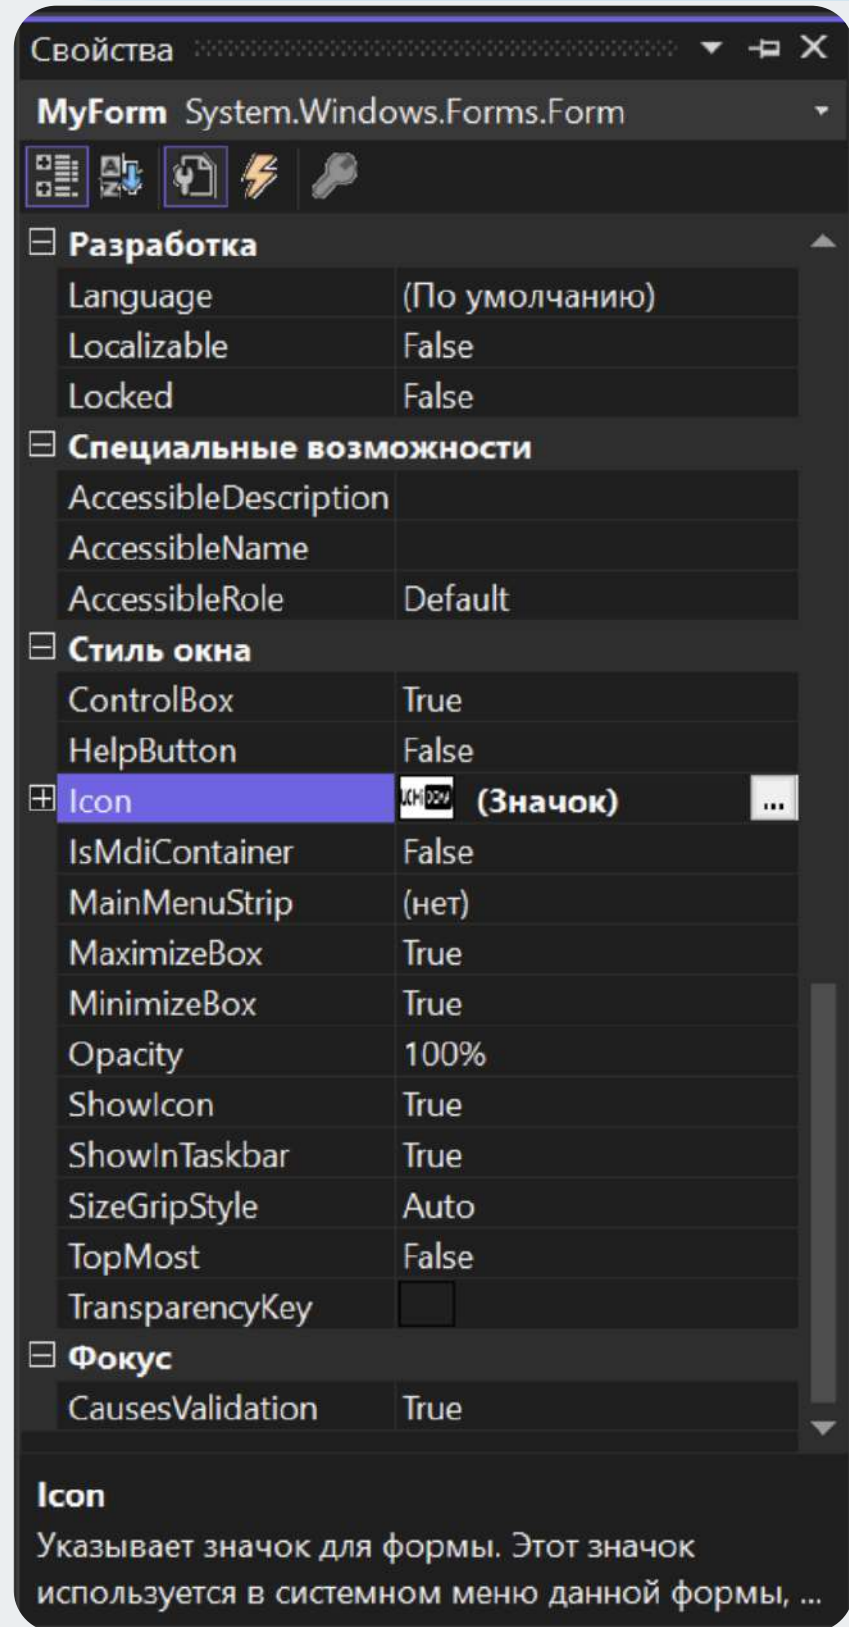 Свойства
MyForm System.Windows.Forms.Form
Разработка
Language (По умолчанию)
Localizable False
Locked False
Специальные возможности
AccessibleDescription
AccessibleName
AccessibleRole Default
Стиль окна
ControlBox True
HelpButton False
Icon UCHi DOMA (Значок) ...
IsMdiContainer False
MainMenuStrip (нет)
MaximizeBox True
MinimizeBox True
Opacity 100%
ShowIcon True
ShowInTaskbar True
SizeGripStyle Auto
TopMost False
TransparencyKey
Фокус
CausesValidation True
Icon
Указывает значок для формы. Этот значок
используется в системном меню данной формы, ...